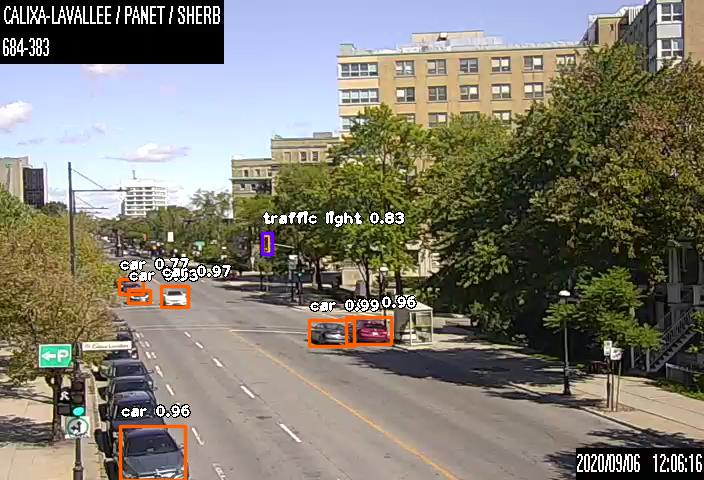 CALIXA-LAVALLEE / PANET / SHERB
684-383
traffic light 0.83
car 0.77
car 0.97
car 0.99
0.96
P
car 0.96
2020/09/06 12:06:16